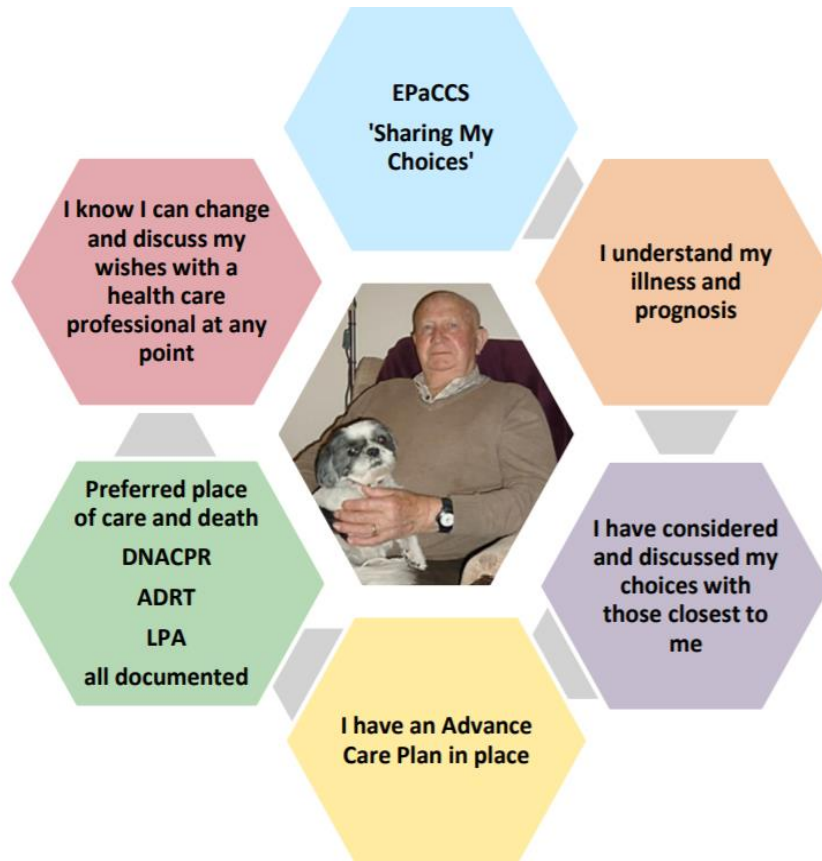 EPaCCS
'Sharing My
Choices'
I understand my
illness and
prognosis
I have considered
and discussed my
choices with
those closest to
me
I have an Advance
Care Plan in place
Preferred place
of care and death
DNACPR
ADRT
LPA
all documented
I know I can change
and discuss my
wishes with a
health care
professional at any
point